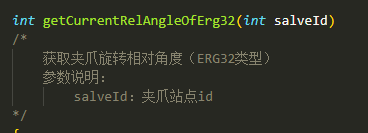 int getCurrentRelAngleOfErg32(int salveId)
/*
获取夹爪旋转相对角度（ERG32类型）
参数说明：
salveId：夹爪站点id
*/
{